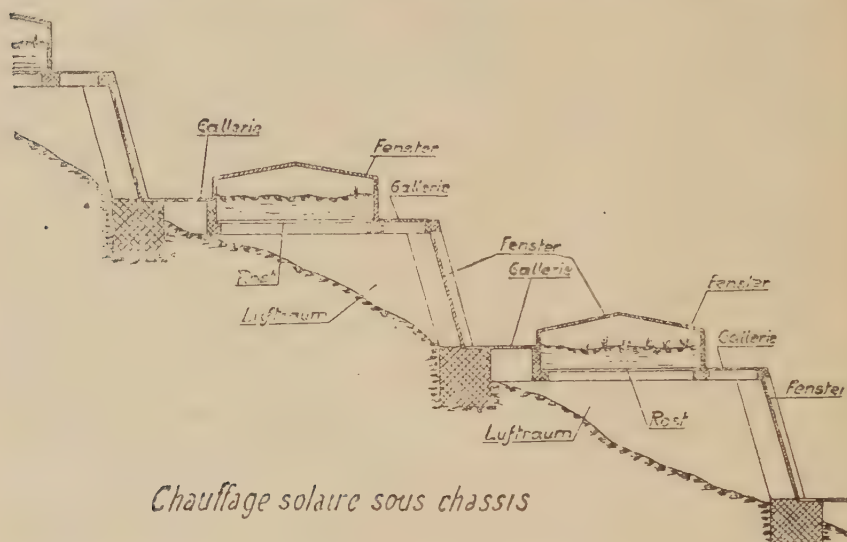 Gallerie
Fenster
Gallerie
Fenster
Gallerie
Fenster
Rost
Luftraum
Gallerie
Fenster
Rost
Luftraum
Chauffage solaire sous chassis